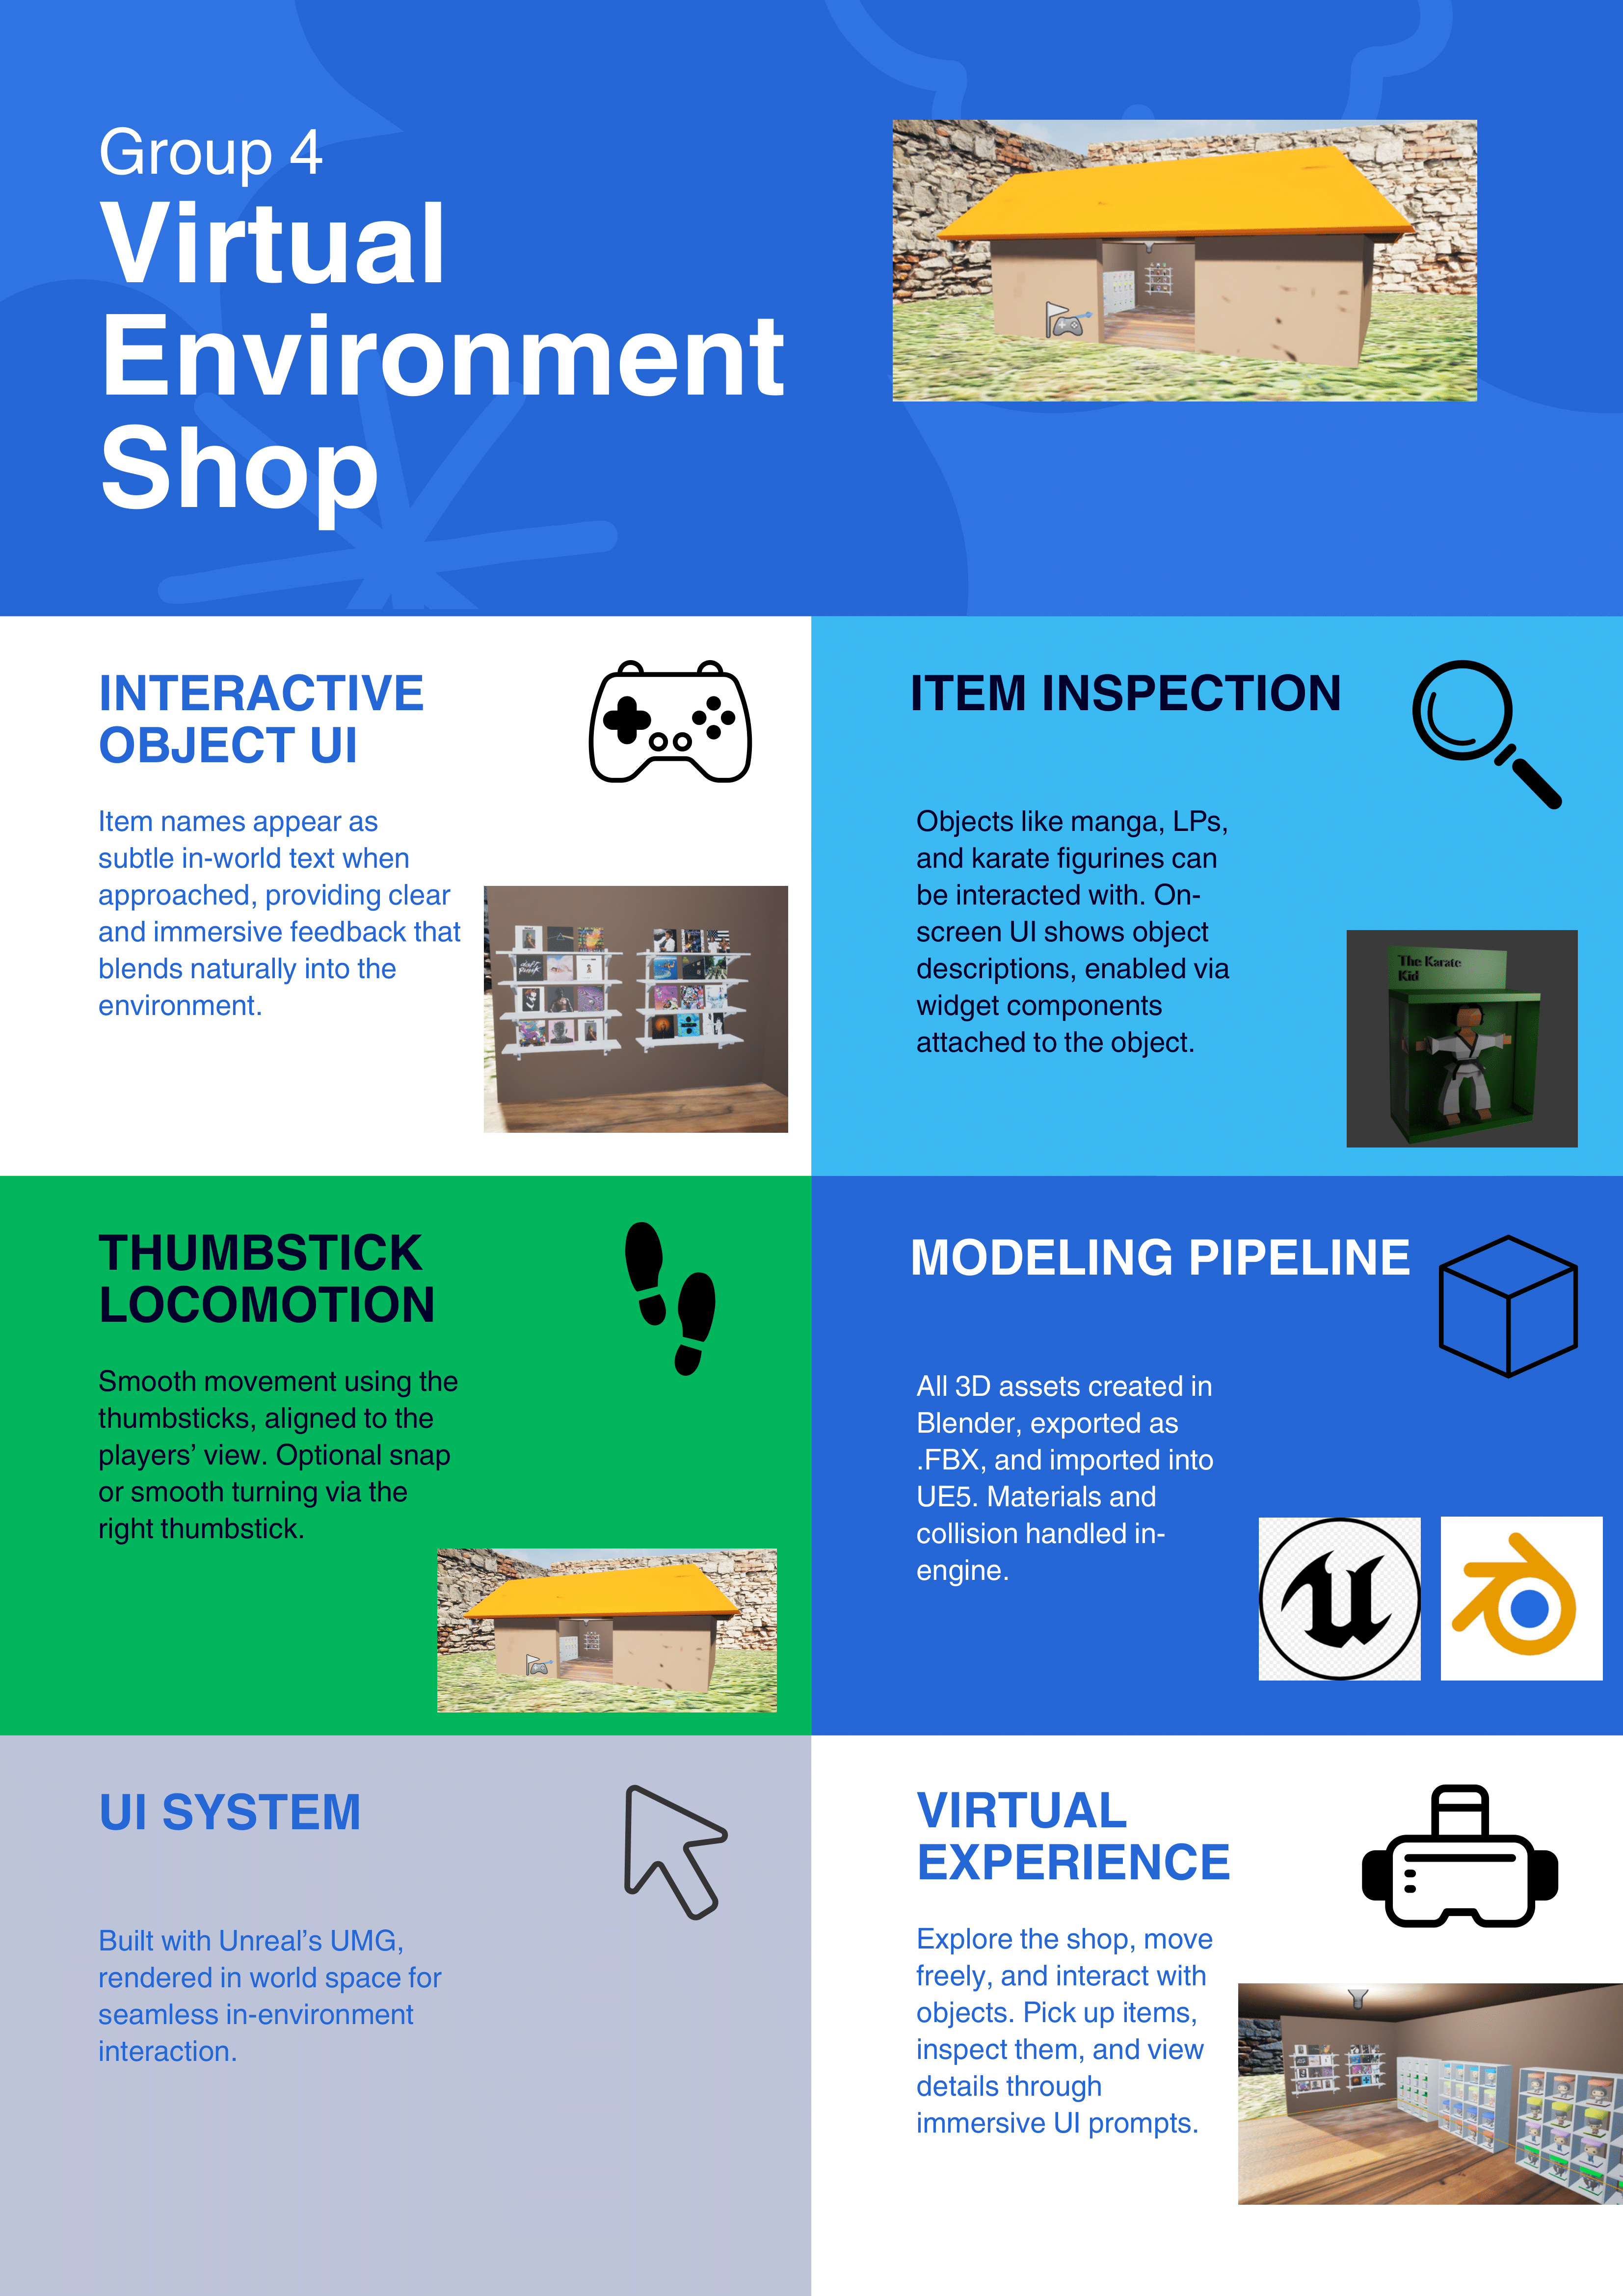 Group 4
Virtual
Environment
Shop
INTERACTIVE
OBJECT UI
Item names appear as
subtle in-world text when
approached, providing clear
and immersive feedback that
blends naturally into the
environment.
ITEM INSPECTION
Objects like manga, LPs,
and karate figurines can
be interacted with. On-
screen UI shows object
descriptions, enabled via
widget components
attached to the object.
The Karate
Kid
THUMBSTICK
LOCOMOTION
Smooth movement using the
thumbsticks, aligned to the
players’ view. Optional snap
or smooth turning via the
right thumbstick.
MODELING PIPELINE
All 3D assets created in
Blender, exported as
.FBX, and imported into
UE5. Materials and
collision handled in-
engine.
UI SYSTEM
Built with Unreal’s UMG,
rendered in world space for
seamless in-environment
interaction.
VIRTUAL
EXPERIENCE
Explore the shop, move
freely, and interact with
objects. Pick up items,
inspect them, and view
details through
immersive UI prompts.